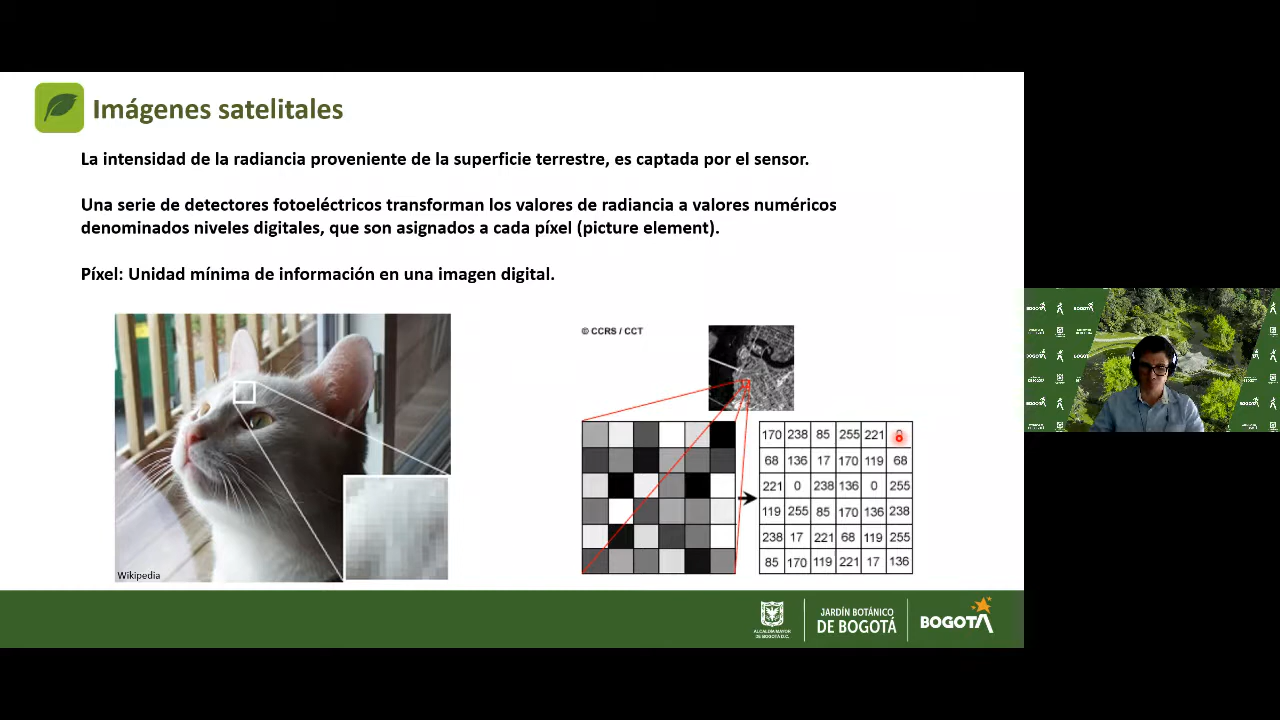 Imágenes satelitales
La intensidad de la radiancia proveniente de la superficie terrestre, es captada por el sensor.
Una serie de detectores fotoeléctricos transforman los valores de radiancia a valores numéricos
denominados niveles digitales, que son asignados a cada píxel (picture element).
Píxel: Unidad mínima de información en una imagen digital.
© CCRS / CCT
170 238 85 255 221 0
68 136 17 170 119 68
221 0 238 136 0 255
119 255 85 170 136 238
238 17 221 68 119 255
85 170 119 221 17 136
Wikipedia
ALCALDÍA MAYOR
DE BOGOTÁ D.C.
JARDÍN BOTÁNICO
DE BOGOTÁ
BOGOTÁ